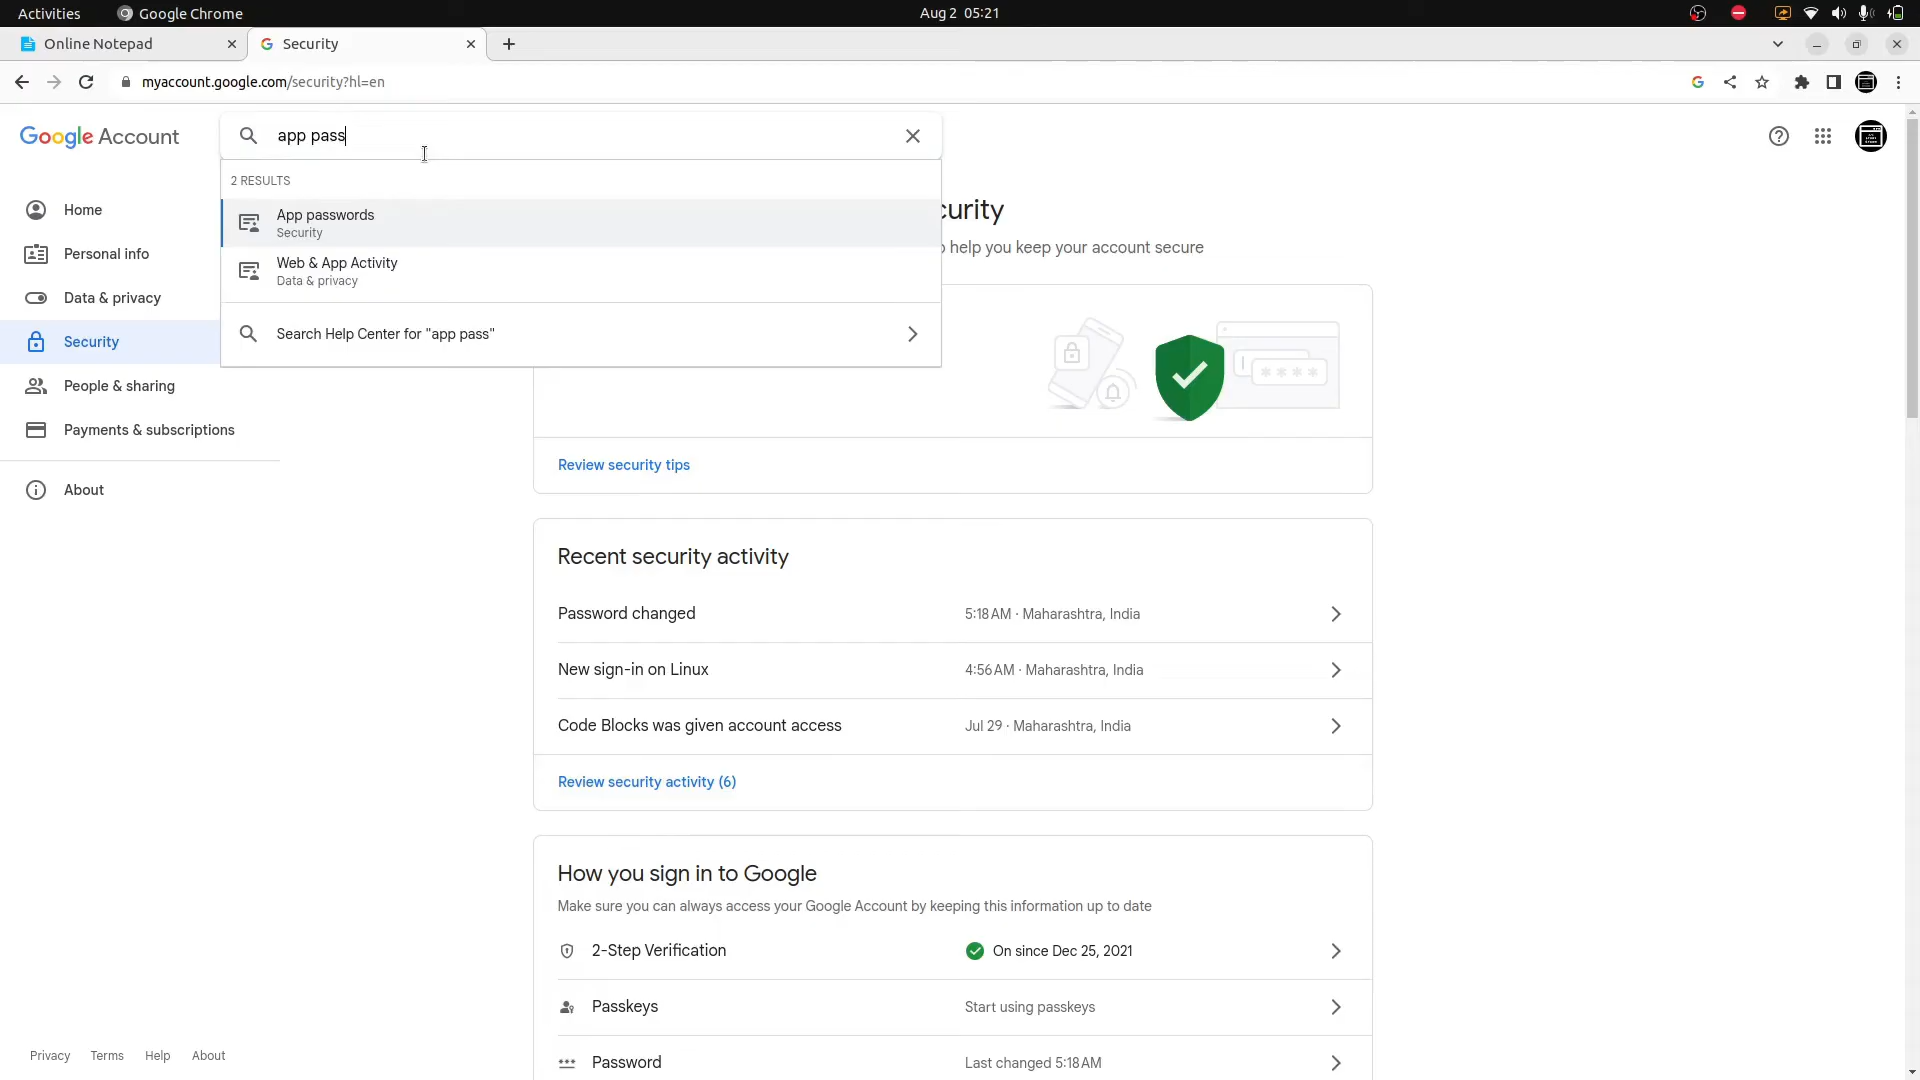 Activities
Google Chrome
Aug 2 05:21
Online Notepad
Security
myaccount.google.com/security?hl=en
Google Account
app pass
2 RESULTS
App passwords
Security
Web & App Activity
Data & privacy
Search Help Center for "app pass"
curity
help you keep your account secure
Home
Personal info
Data & privacy
Security
People & sharing
Payments & subscriptions
About
Review security tips
Recent security activity
Password changed 5:18 AM · Maharashtra, India
New sign-in on Linux 4:56 AM · Maharashtra, India
Code Blocks was given account access Jul 29 · Maharashtra, India
Review security activity (6)
How you sign in to Google
Make sure you can always access your Google Account by keeping this information up to date
2-Step Verification On since Dec 25, 2021
Passkeys Start using passkeys
Password Last changed 5:18 AM
Privacy Terms Help About